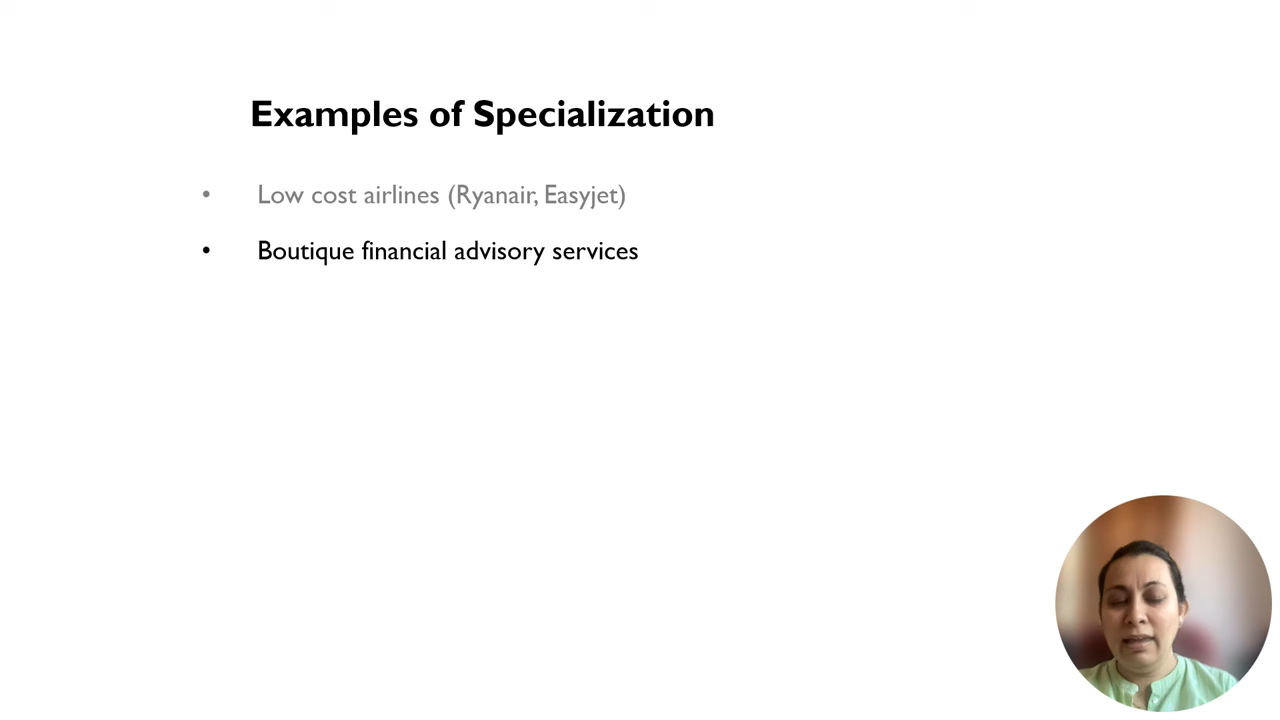 Examples of Specialization
• Low cost airlines (Ryanair, Easyjet)
• Boutique financial advisory services